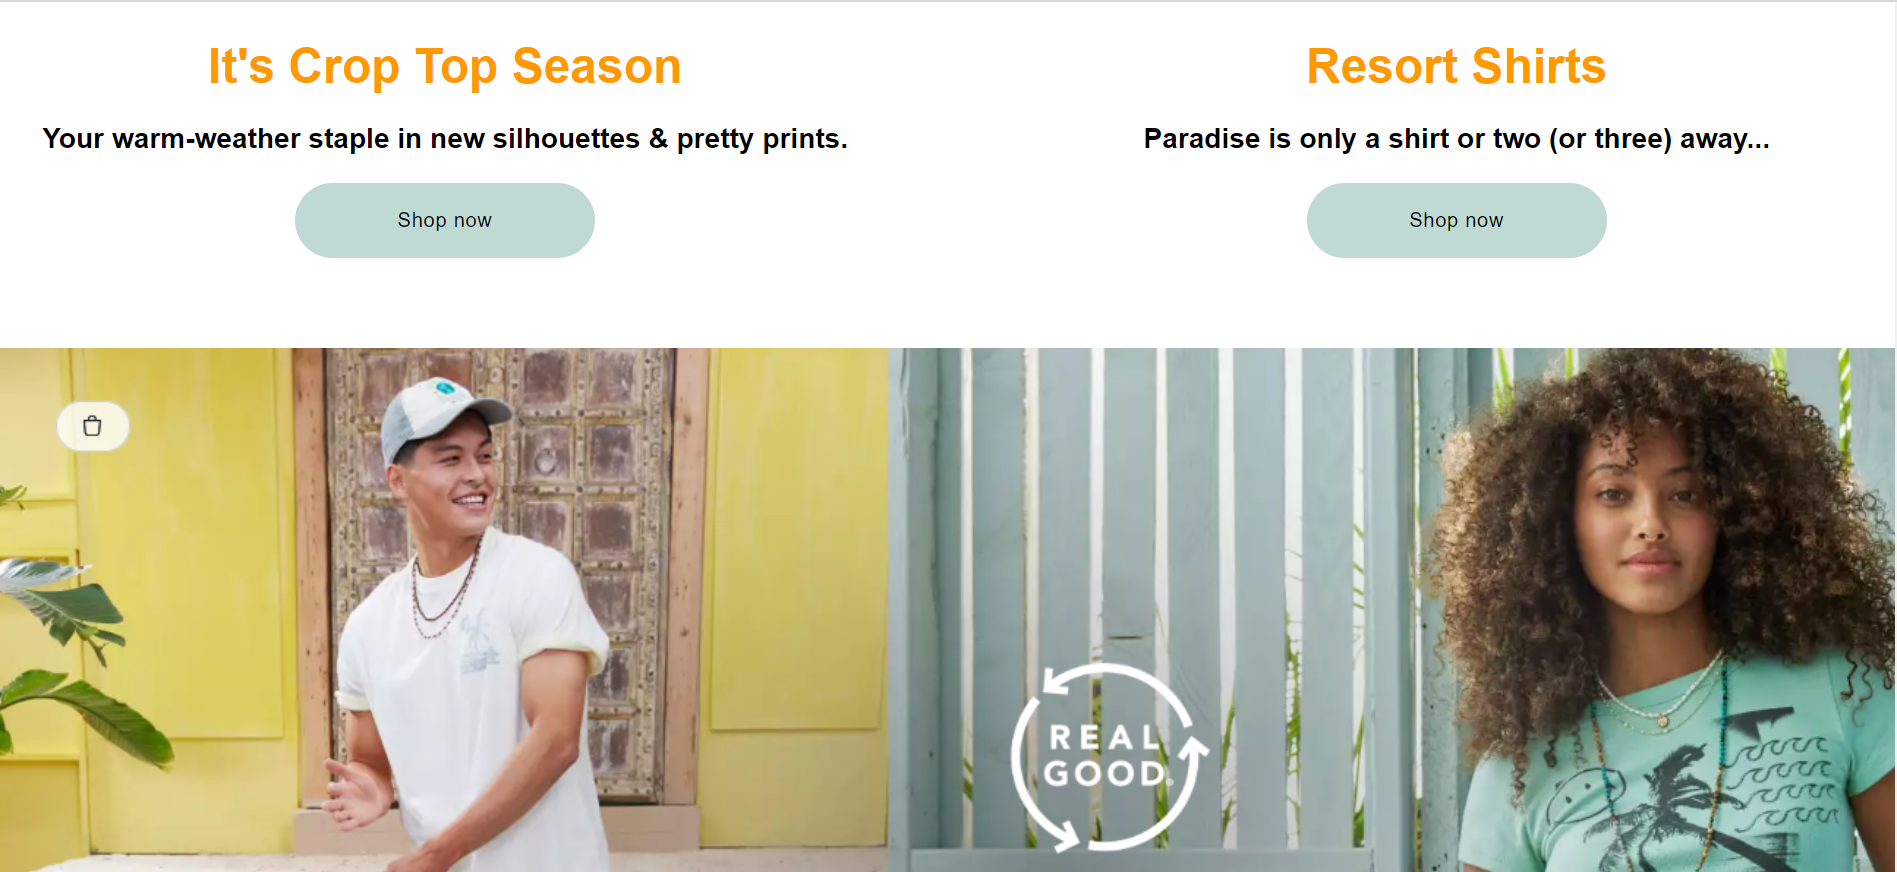 It's Crop Top Season
Your warm-weather staple in new silhouettes & pretty prints.
Shop now
Resort Shirts
Paradise is only a shirt or two (or three) away...
Shop now
REAL
GOOD®